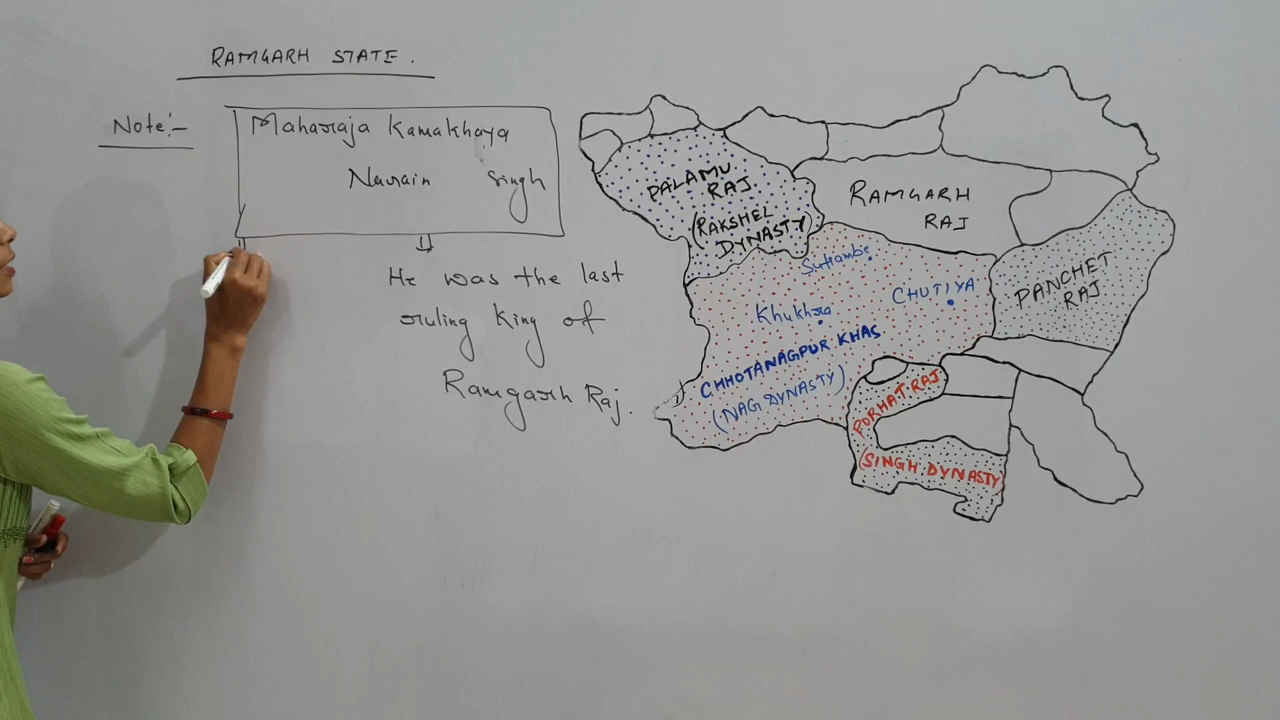 RAMGARH STATE.
Note:-
Maharaja Kamakhaya
Narain Singh
He was the last
ruling King of
Ramgarh Raj.
PALAMU
RAJ
(RAKSHEL
DYNASTY)
RAMGARH
RAJ
Sutiambe
CHUTIYA
Khukhra
PANCHET
RAJ
CHHOTANAGPUR KHAS
(NAG DYNASTY)
PORHAT RAJ
(SINGH DYNASTY)